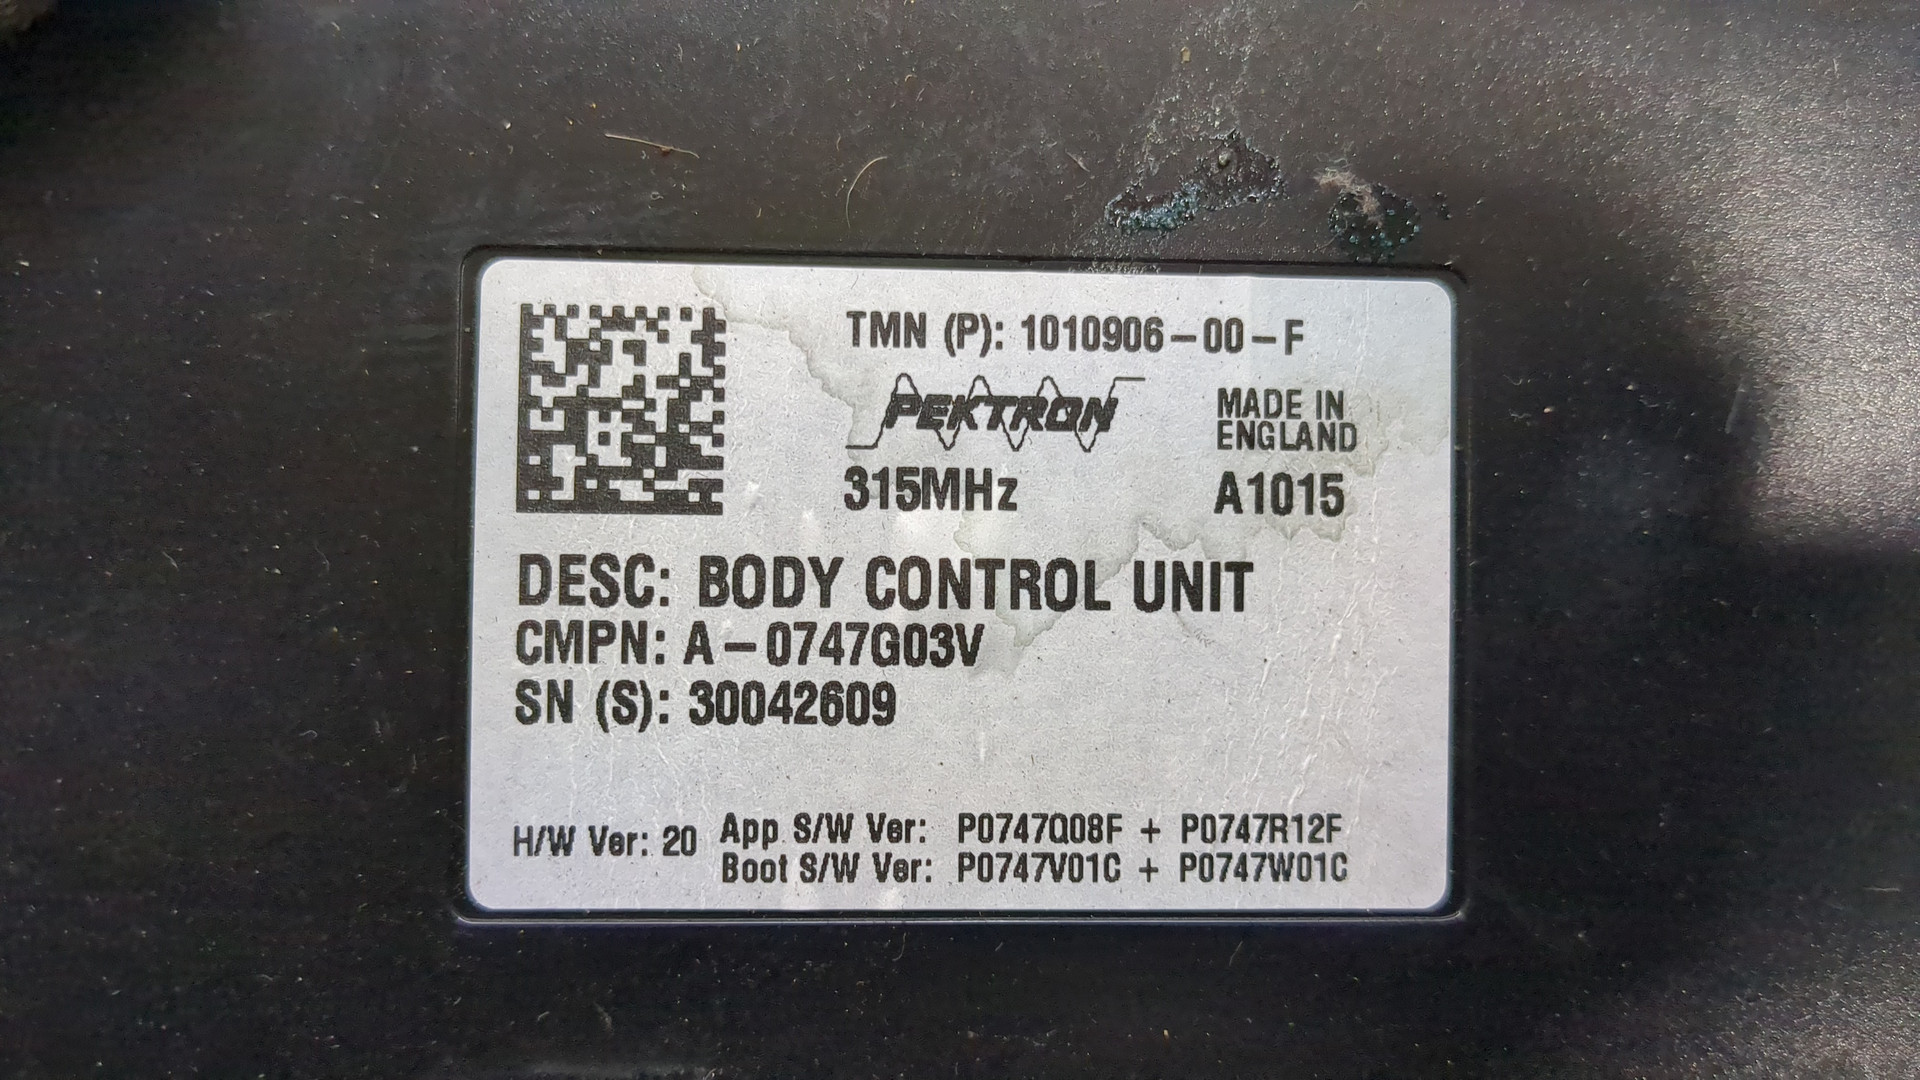 TMN (P): 1010906-00-F
PEKTRON
MADE IN
ENGLAND
315MHz
A1015
DESC: BODY CONTROL UNIT
CMPN: A-0747G03V
SN (S): 30042609
H/W Ver: 20
App S/W Ver: P0747Q08F + P0747R12F
Boot S/W Ver: P0747V01C + P0747W01C